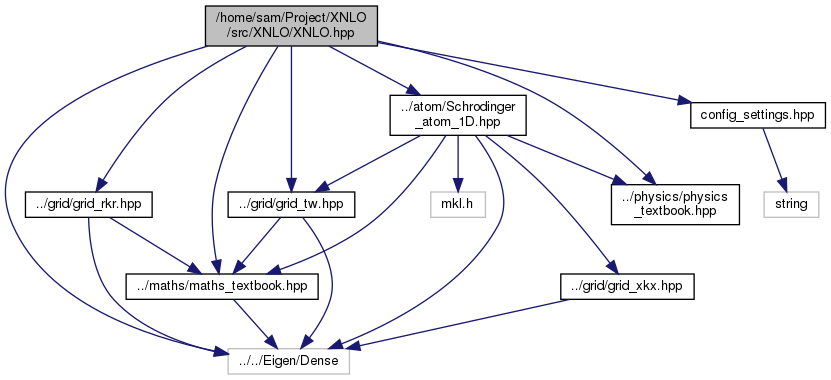 /home/sam/Project/XNLO
/src/XNLO/XNLO.hpp
../atom/Schrodinger
_atom_1D.hpp
config_settings.hpp
../grid/grid_rkr.hpp
../grid/grid_tw.hpp
mkl.h
../physics/physics
_textbook.hpp
string
../maths/maths_textbook.hpp
../grid/grid_xkx.hpp
../../Eigen/Dense